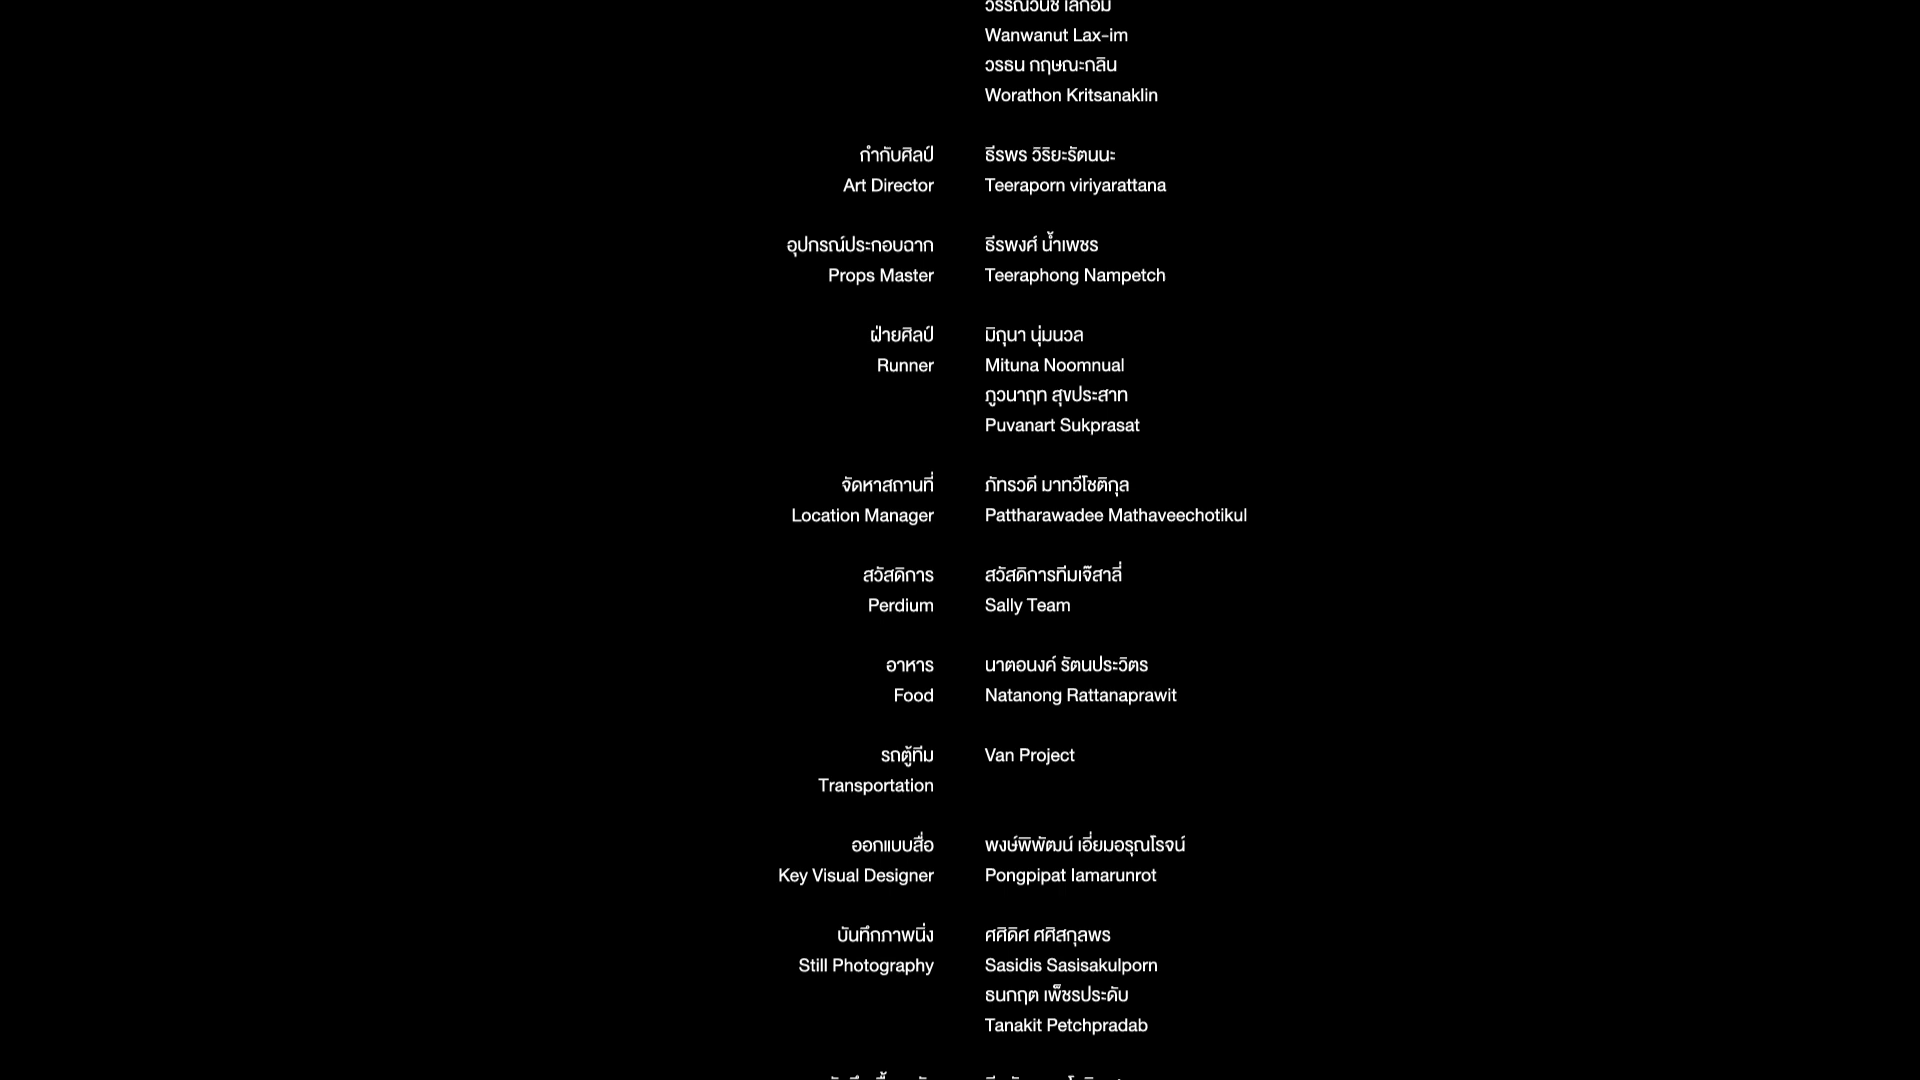 Wanwanut Lax-im
วรธน กฤษณะกลิน
Worathon Kritsanaklin
กำกับศิลป์ ธีรพร วิริยะรัตนนะ
Art Director Teeraporn viriyarattana
อุปกรณ์ประกอบฉาก ธีรพงศ์ น้ำเพชร
Props Master Teeraphong Nampetch
ฝ่ายศิลป์ มิถุนา นุ่มนวล
Runner Mituna Noomnual
ภูวนาฤท สุขประสาท
Puvanart Sukprasat
จัดหาสถานที่ ภัทรวดี มาทวีโชติกุล
Location Manager Pattharawadee Mathaveechotikul
สวัสดิการ สวัสดิการทีมเจ๊สาลี่
Perdium Sally Team
อาหาร นาตอนงค์ รัตนประวิตร
Food Natanong Rattanaprawit
รถตู้ทีม Van Project
Transportation
ออกแบบสื่อ พงษ์พิพัฒน์ เอี่ยมอรุณโรจน์
Key Visual Designer Pongpipat Iamarunrot
บันทึกภาพนิ่ง ศศิดิศ ศศิสกุลพร
Still Photography Sasidis Sasisakulporn
ธนกฤต เพ็ชรประดับ
Tanakit Petchpradab